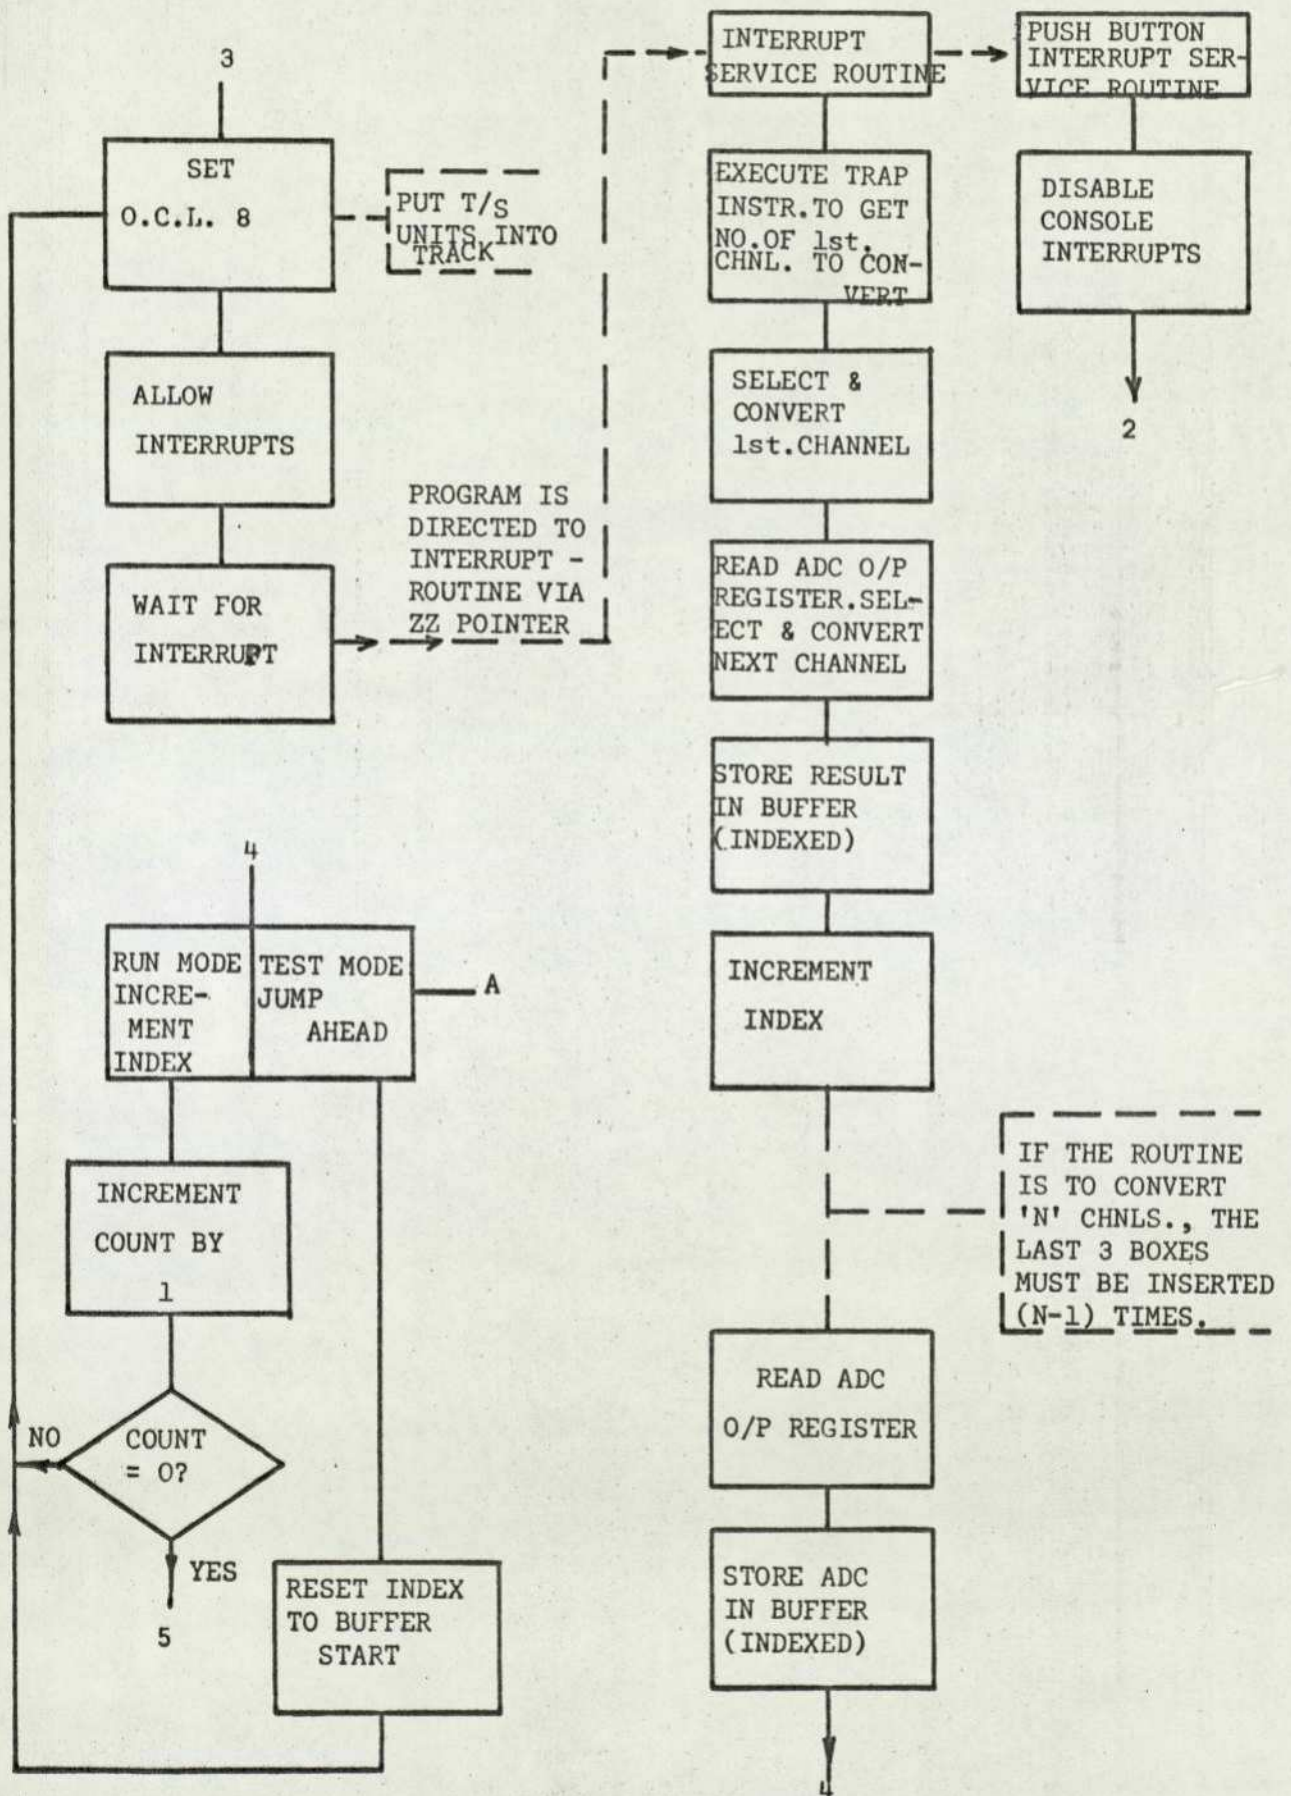 3
SET
O.C.L. 8
PUT T/S
UNITS INTO
TRACK
ALLOW
INTERRUPTS
WAIT FOR
INTERRUPT
PROGRAM IS
DIRECTED TO
INTERRUPT -
ROUTINE VIA
ZZ POINTER
4
RUN MODE
INCRE-
MENT
INDEX
TEST MODE
JUMP
AHEAD
A
INCREMENT
COUNT BY
1
COUNT
= 0?
NO
YES
5
RESET INDEX
TO BUFFER
START
INTERRUPT
SERVICE ROUTINE
EXECUTE TRAP
INSTR.TO GET
NO.OF 1st.
CHNL. TO CON-
VERT
SELECT &
CONVERT
1st.CHANNEL
READ ADC O/P
REGISTER.SEL-
ECT & CONVERT
NEXT CHANNEL
STORE RESULT
IN BUFFER
(INDEXED)
INCREMENT
INDEX
IF THE ROUTINE
IS TO CONVERT
'N' CHNLS., THE
LAST 3 BOXES
MUST BE INSERTED
(N-1) TIMES.
READ ADC
O/P REGISTER
STORE ADC
IN BUFFER
(INDEXED)
4
PUSH BUTTON
INTERRUPT SER-
VICE ROUTINE
DISABLE
CONSOLE
INTERRUPTS
2